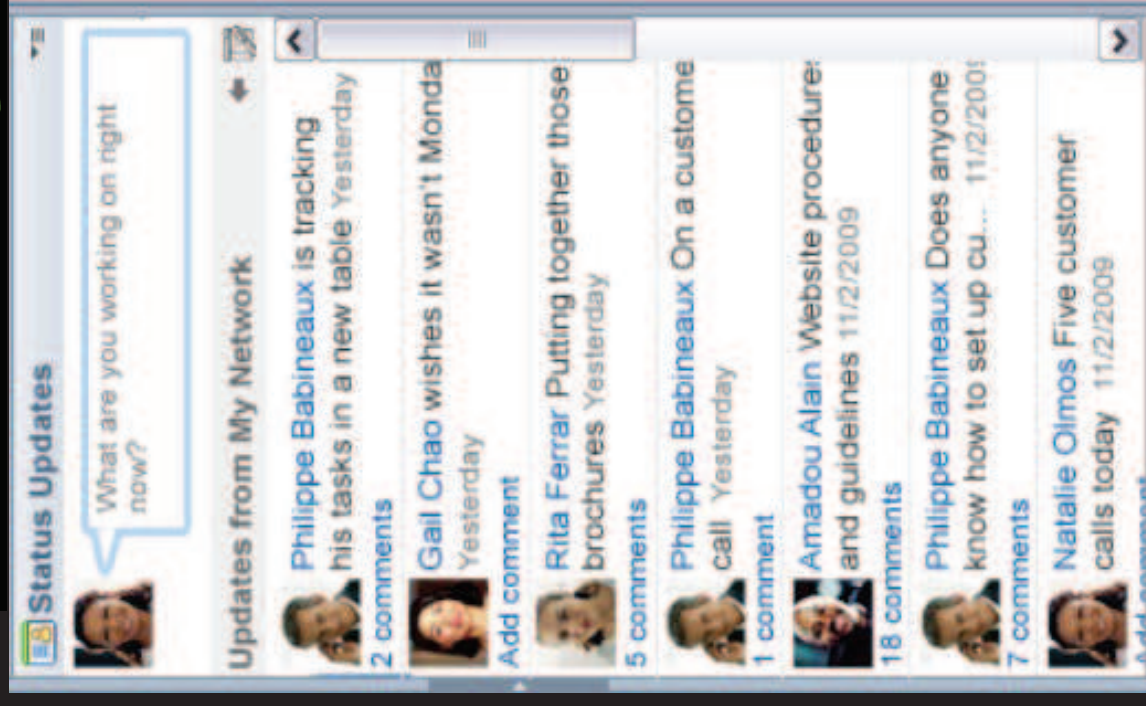 Status Updates
What are you working on right
now?
Updates from My Network
Philippe Babineaux is tracking
his tasks in a new table Yesterday
2 comments
Gail Chao wishes it wasn't Monda
Yesterday
Add comment
Rita Ferrar Putting together those
brochures Yesterday
5 comments
Philippe Babineaux On a custome
call Yesterday
1 comment
Amadou Alain Website procedure
and guidelines 11/2/2009
18 comments
Philippe Babineaux Does anyone
know how to set up cu... 11/2/2009
7 comments
Natalie Olmos Five customer
calls today 11/2/2009